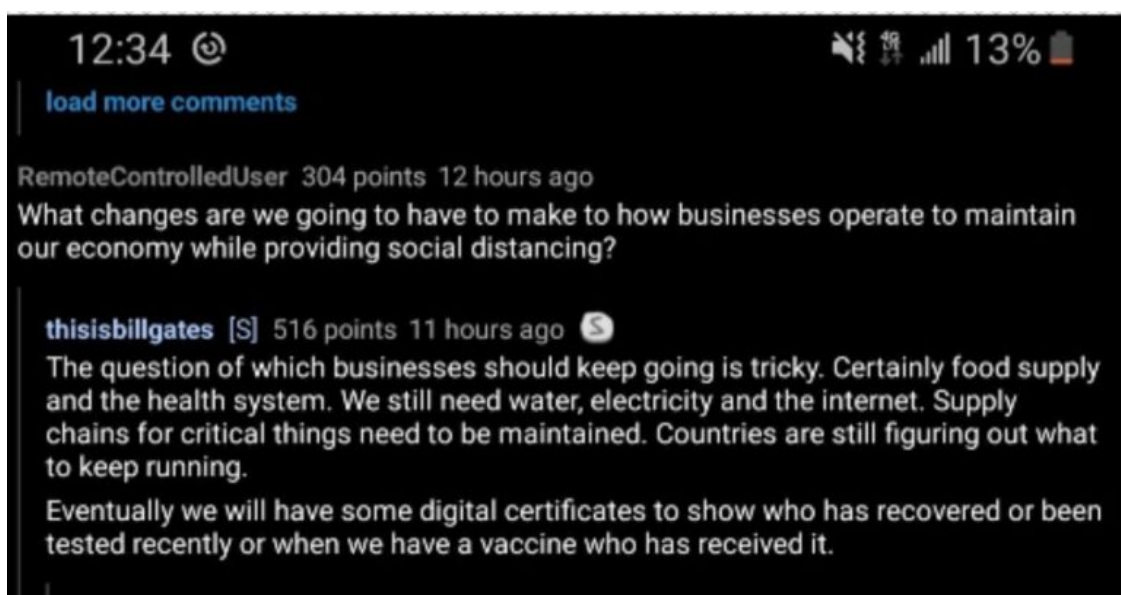 12:34 13%
load more comments
RemoteControlledUser 304 points 12 hours ago
What changes are we going to have to make to how businesses operate to maintain
our economy while providing social distancing?
thisisbillgates [S] 516 points 11 hours ago S
The question of which businesses should keep going is tricky. Certainly food supply
and the health system. We still need water, electricity and the internet. Supply
chains for critical things need to be maintained. Countries are still figuring out what
to keep running.
Eventually we will have some digital certificates to show who has recovered or been
tested recently or when we have a vaccine who has received it.